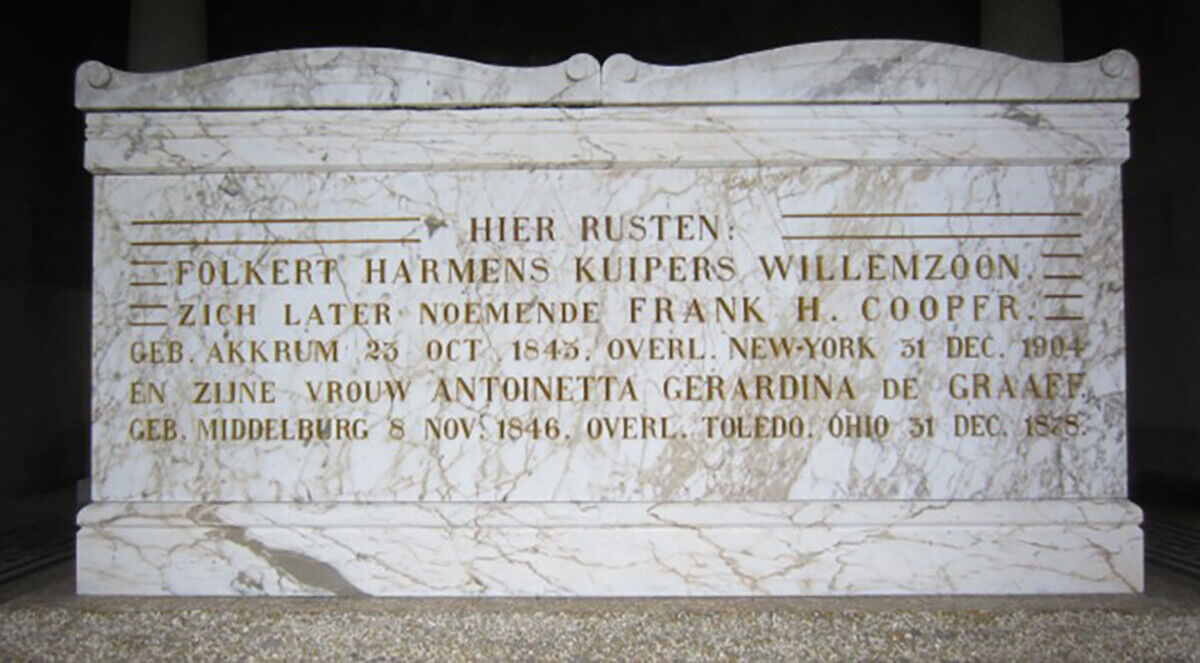 HIER RUSTEN:
FOLKERT HARMENS KUIPERS WILLEMZOON.
ZICH LATER NOEMENDE FRANK H. COOPER.
GEB. AKKRUM 23 OCT 1843. OVERL. NEW-YORK 31 DEC. 1904
EN ZIJNE VROUW ANTOINETTA GERARDINA DE GRAAFF.
GEB. MIDDELBURG 8 NOV. 1846. OVERL. TOLEDO. OHIO 31 DEC. 1878.